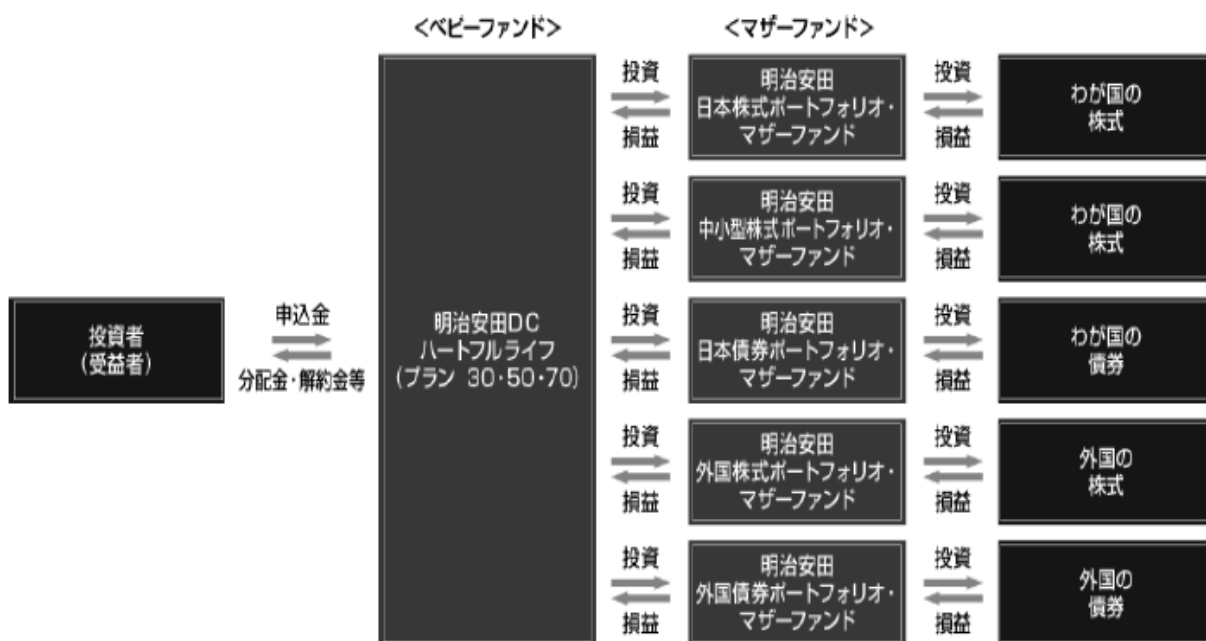 <ベビーファンド>
<マザーファンド>
投資者
(受益者)
申込金
分配金・解約金等
明治安田DC
ハートフルライフ
(プラン 30・50・70)
投資
損益
明治安田
日本株式ポートフォリオ・
マザーファンド
投資
損益
わが国の
株式
投資
損益
明治安田
中小型株式ポートフォリオ・
マザーファンド
投資
損益
わが国の
株式
投資
損益
明治安田
日本債券ポートフォリオ・
マザーファンド
投資
損益
わが国の
債券
投資
損益
明治安田
外国株式ポートフォリオ・
マザーファンド
投資
損益
外国の
株式
投資
損益
明治安田
外国債券ポートフォリオ・
マザーファンド
投資
損益
外国の
債券